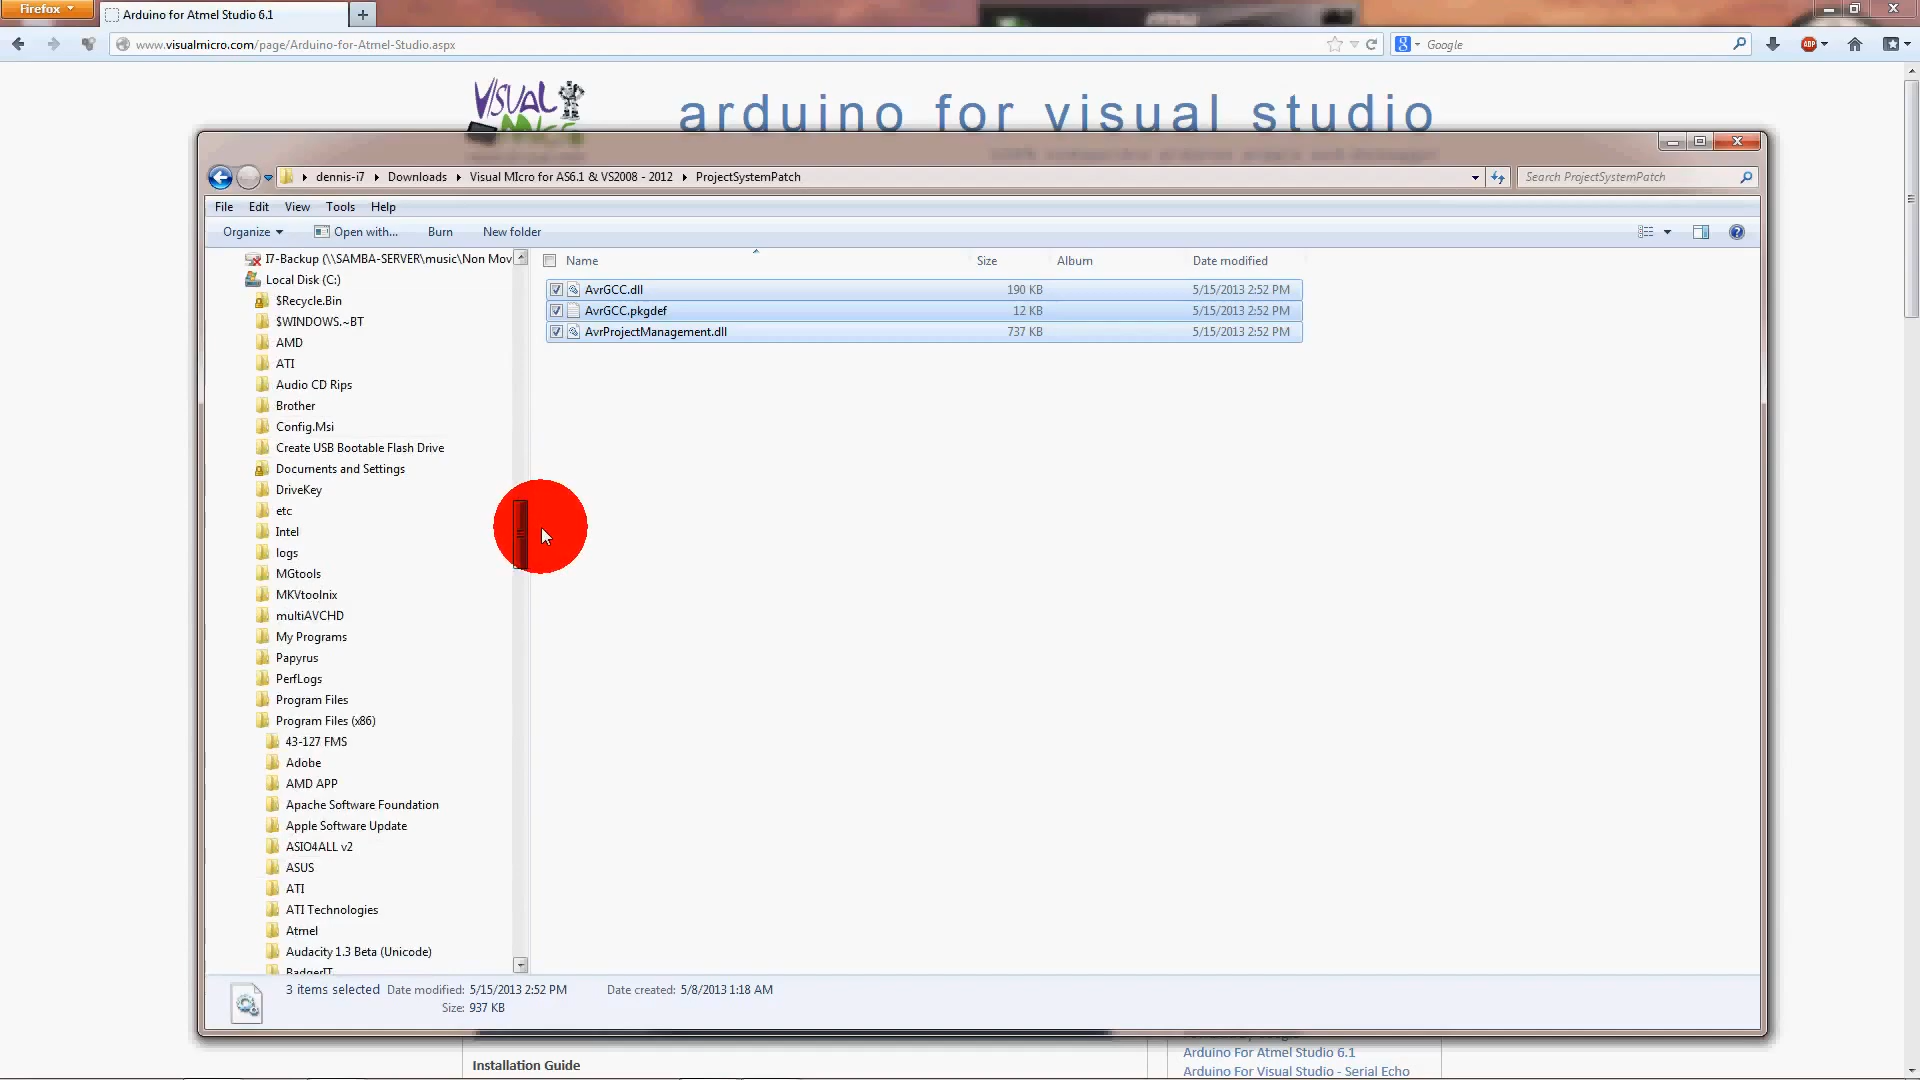 Firefox
Arduino for Atmel Studio 6.1
www.visualmicro.com/page/Arduino-for-Atmel-Studio.aspx
Google
ABP
VISUAL
arduino for visual studio
dennis-i7 Downloads Visual MIcro for AS6.1 & VS2008 - 2012 ProjectSystemPatch
Search ProjectSystemPatch
File Edit View Tools Help
Organize Open with... Burn New folder
I7-Backup (\\SAMBA-SERVER\music\Non Mov
Local Disk (C:)
$Recycle.Bin
$WINDOWS.~BT
AMD
ATI
Audio CD Rips
Brother
Config.Msi
Create USB Bootable Flash Drive
Documents and Settings
DriveKey
etc
Intel
logs
MGtools
MKVtoolnix
multiAVCHD
My Programs
Papyrus
PerfLogs
Program Files
Program Files (x86)
43-127 FMS
Adobe
AMD APP
Apache Software Foundation
Apple Software Update
ASIO4ALL v2
ASUS
ATI
ATI Technologies
Atmel
Audacity 1.3 Beta (Unicode)
BadgerIT
Name Size Album Date modified
AvrGCC.dll 190 KB 5/15/2013 2:52 PM
AvrGCC.pkgdef 12 KB 5/15/2013 2:52 PM
AvrProjectManagement.dll 737 KB 5/15/2013 2:52 PM
3 items selected Date modified: 5/15/2013 2:52 PM Date created: 5/8/2013 1:18 AM
Size: 937 KB
Installation Guide
Arduino For Atmel Studio 6.1
Arduino For Visual Studio - Serial Echo